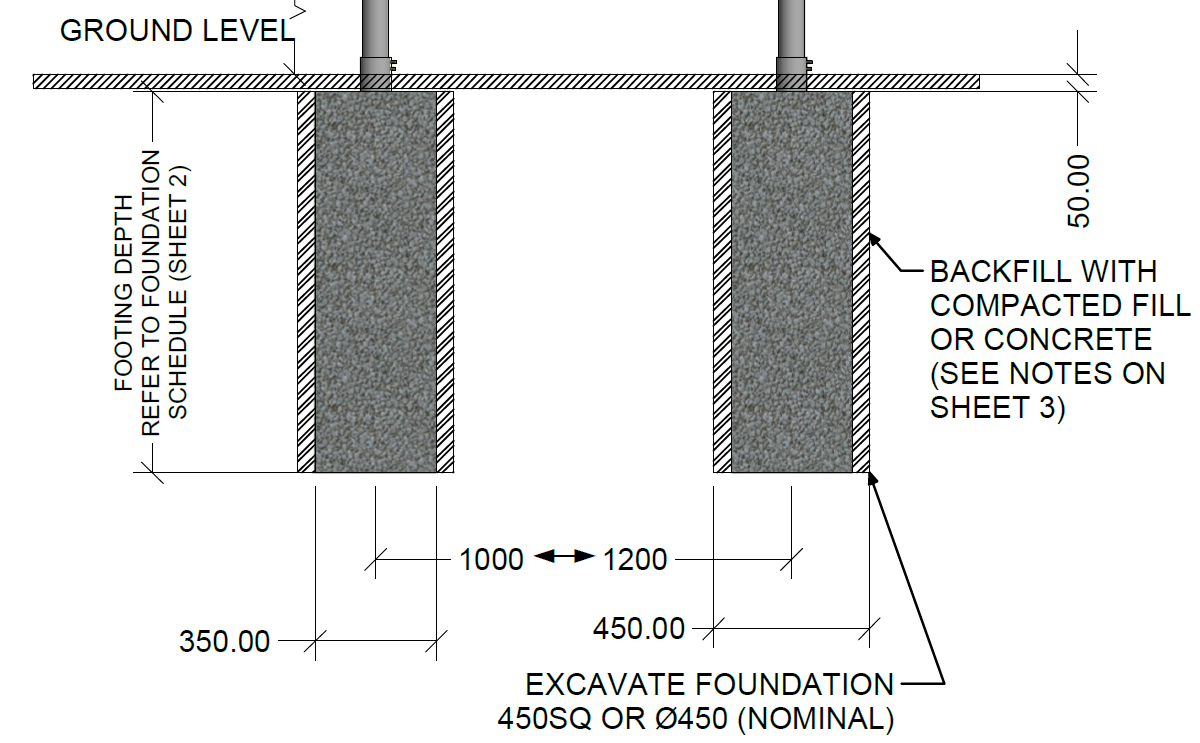 GROUND LEVEL
FOOTING DEPTH
REFER TO FOUNDATION
SCHEDULE (SHEET 2)
50.00
BACKFILL WITH
COMPACTED FILL
OR CONCRETE
(SEE NOTES ON
SHEET 3)
1000 1200
350.00
450.00
EXCAVATE FOUNDATION
450SQ OR Ø450 (NOMINAL)